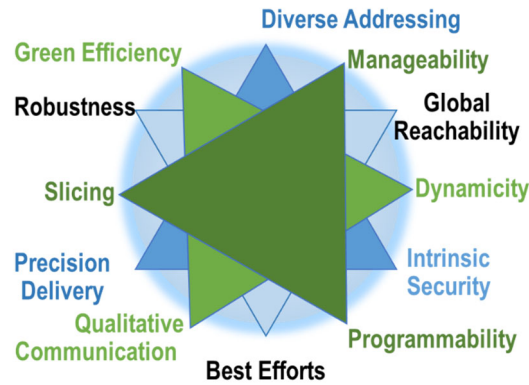 Diverse Addressing
Green Efficiency
Manageability
Robustness
Global
Reachability
Slicing
Dynamicity
Precision
Delivery
Intrinsic
Security
Qualitative
Communication
Programmability
Best Efforts